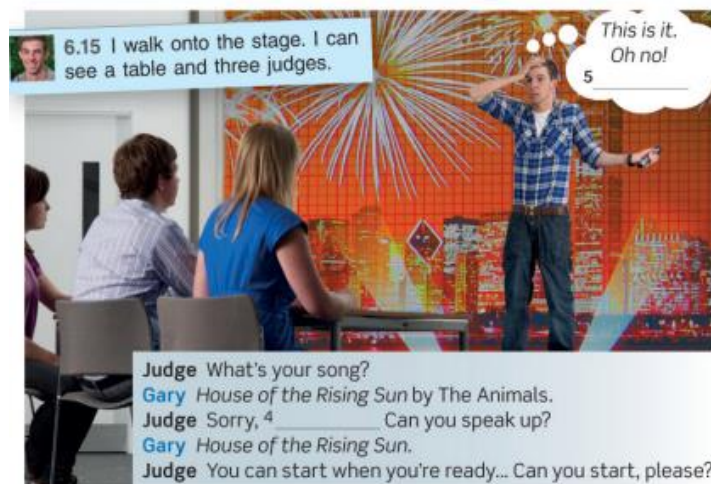 6.15 I walk onto the stage. I can
see a table and three judges.
This is it.
Oh no!
5 __________
Judge What's your song?
Gary House of the Rising Sun by The Animals.
Judge Sorry, 4 __________ Can you speak up?
Gary House of the Rising Sun.
Judge You can start when you're ready... Can you start, please?